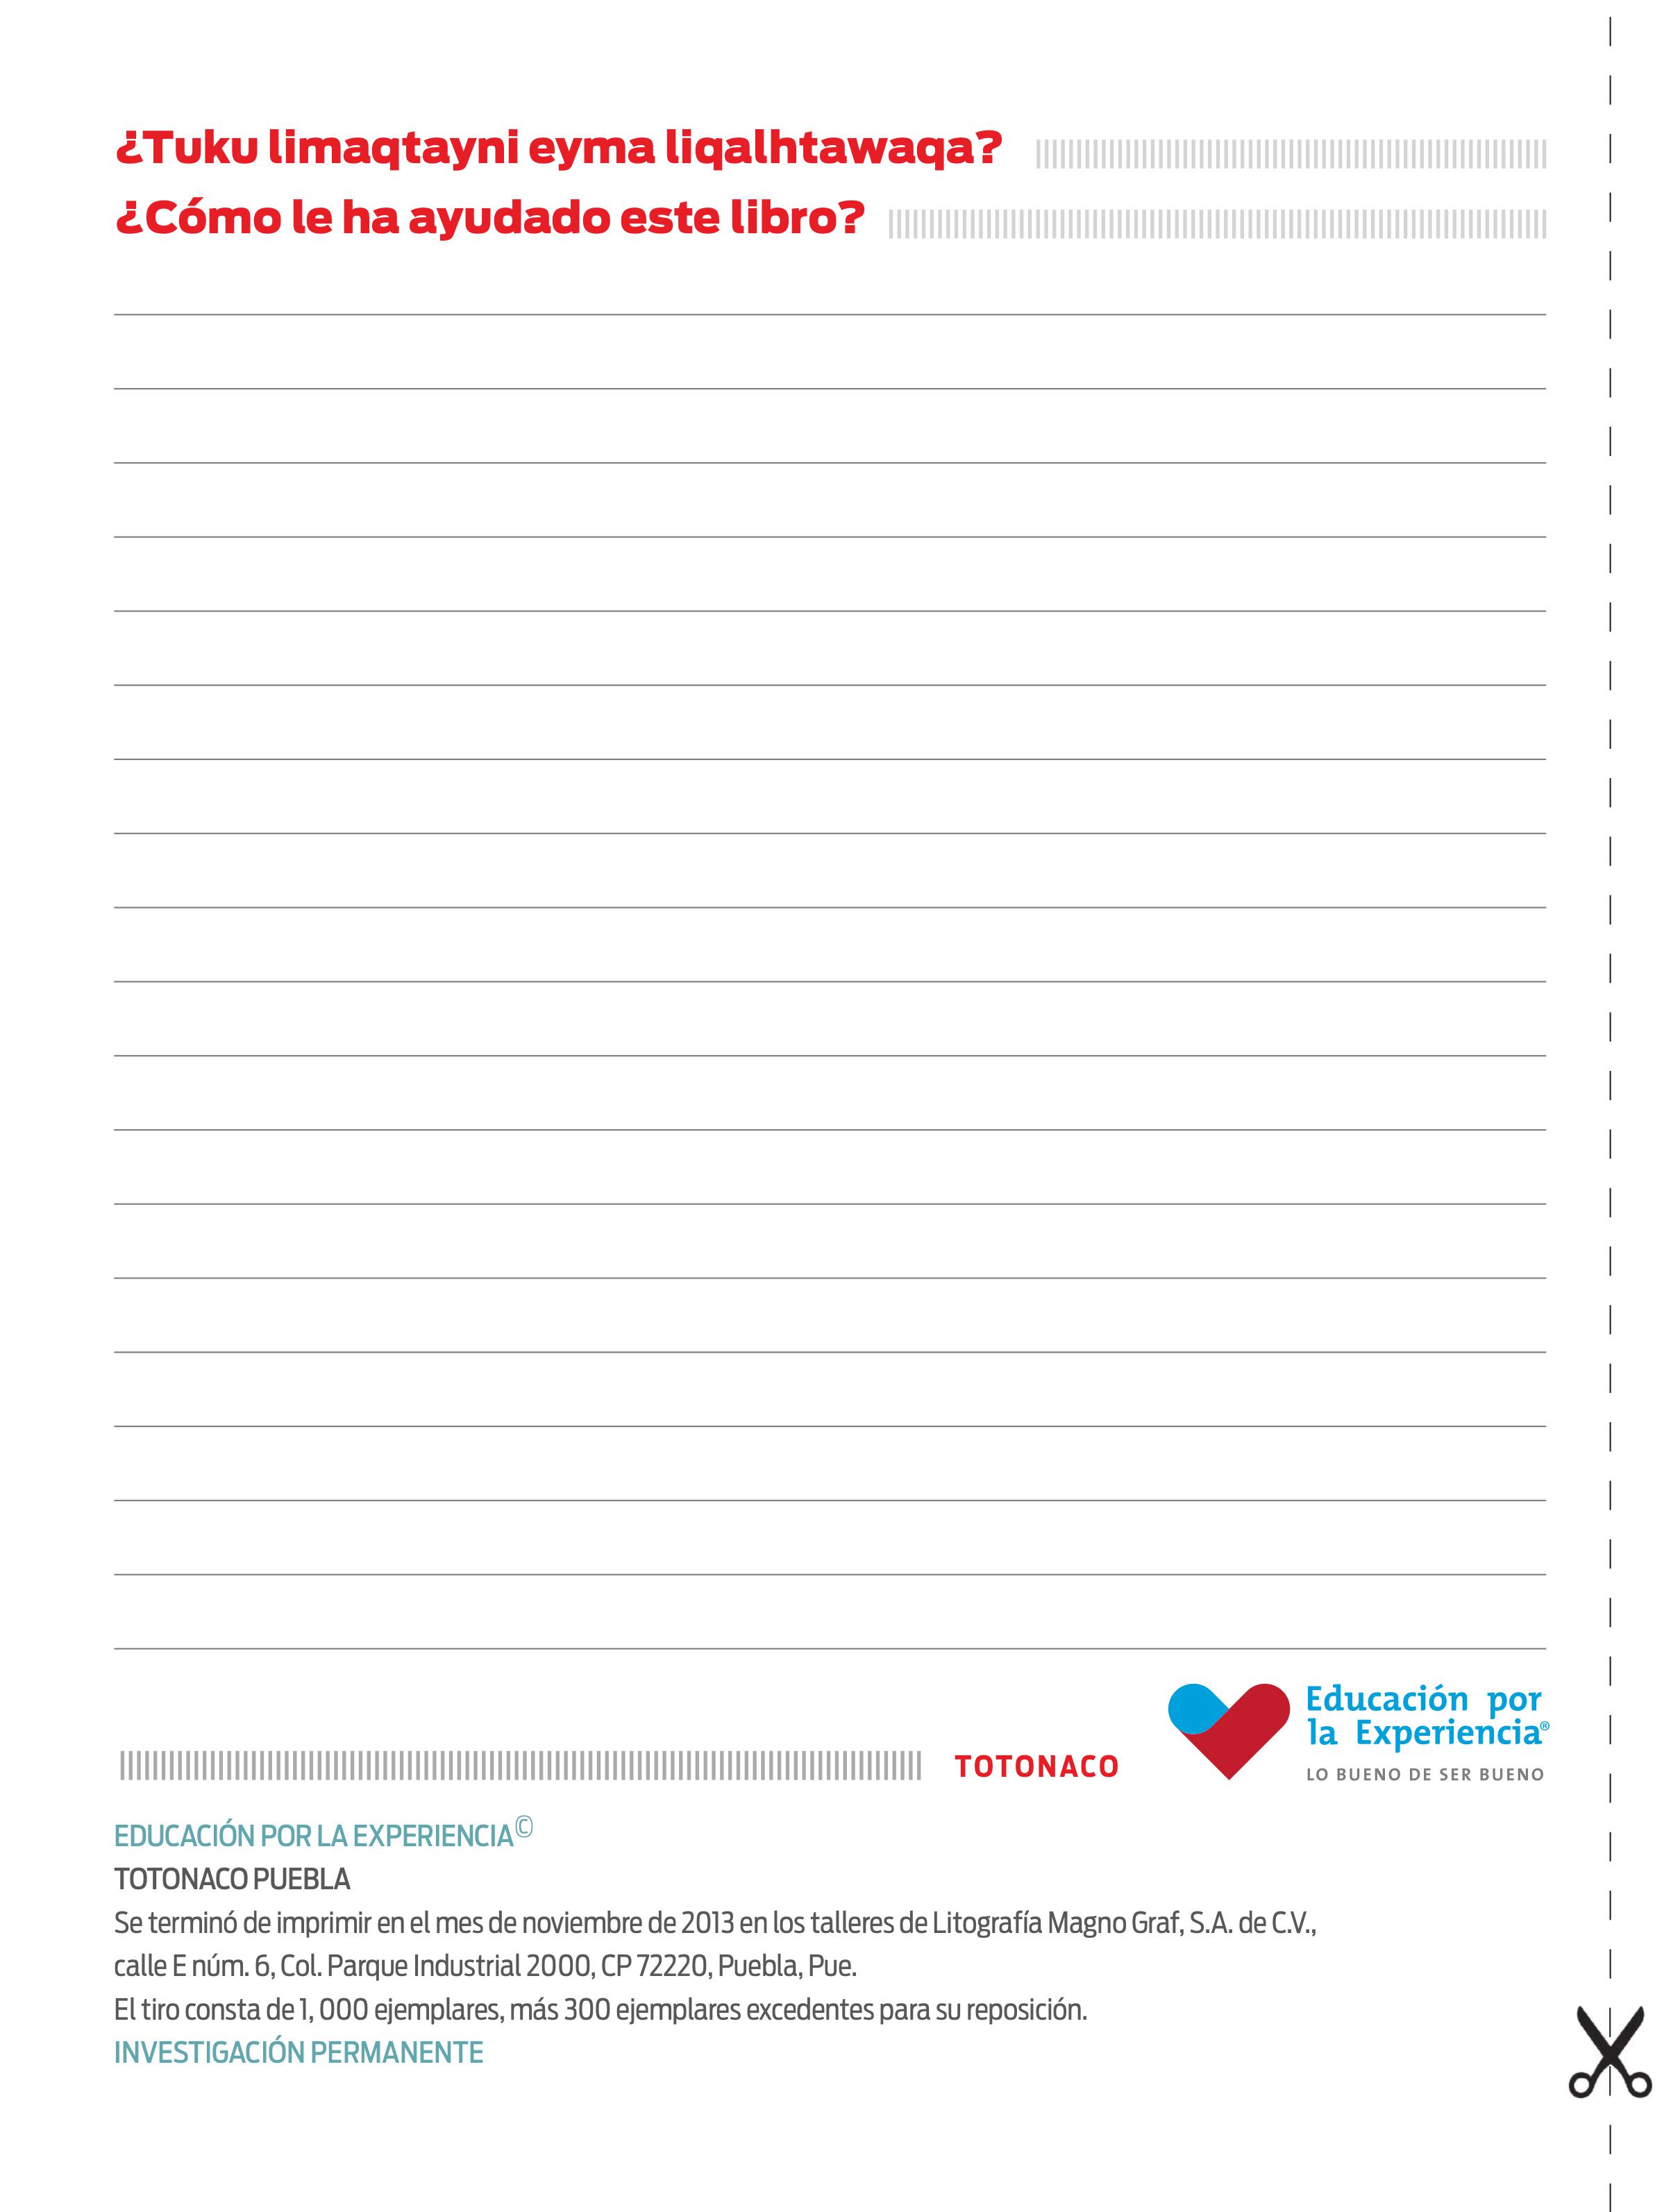 ¿Tuku limaqtayni eyma liqalhtawaqa?
¿Cómo le ha ayudado este libro?
TOTONACO
Educación por
la Experiencia®
LO BUENO DE SER BUENO
EDUCACIÓN POR LA EXPERIENCIA©
TOTONACO PUEBLA
Se terminó de imprimir en el mes de noviembre de 2013 en los talleres de Litografía Magno Graf, S.A. de C.V.,
calle E núm. 6, Col. Parque Industrial 2000, CP 72220, Puebla, Pue.
El tiro consta de 1, 000 ejemplares, más 300 ejemplares excedentes para su reposición.
INVESTIGACIÓN PERMANENTE